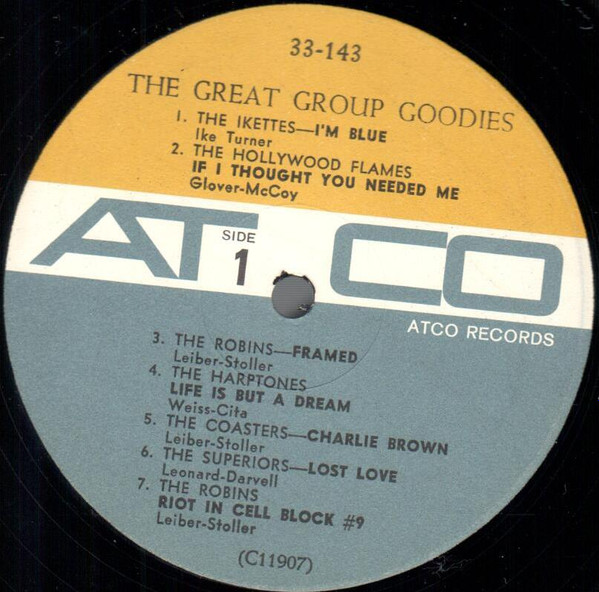 33-143
THE GREAT GROUP GOODIES
1. THE IKETTES—I'M BLUE
Ike Turner
2. THE HOLLYWOOD FLAMES
IF I THOUGHT YOU NEEDED ME
Glover-McCoy
ATCO
SIDE
1
ATCO RECORDS
3. THE ROBINS—FRAMED
Leiber-Stoller
4. THE HARPTONES
LIFE IS BUT A DREAM
Weiss-Cita
5. THE COASTERS—CHARLIE BROWN
Leiber-Stoller
6. THE SUPERIORS—LOST LOVE
Leonard-Darvell
7. THE ROBINS
RIOT IN CELL BLOCK #9
Leiber-Stoller
(C11907)